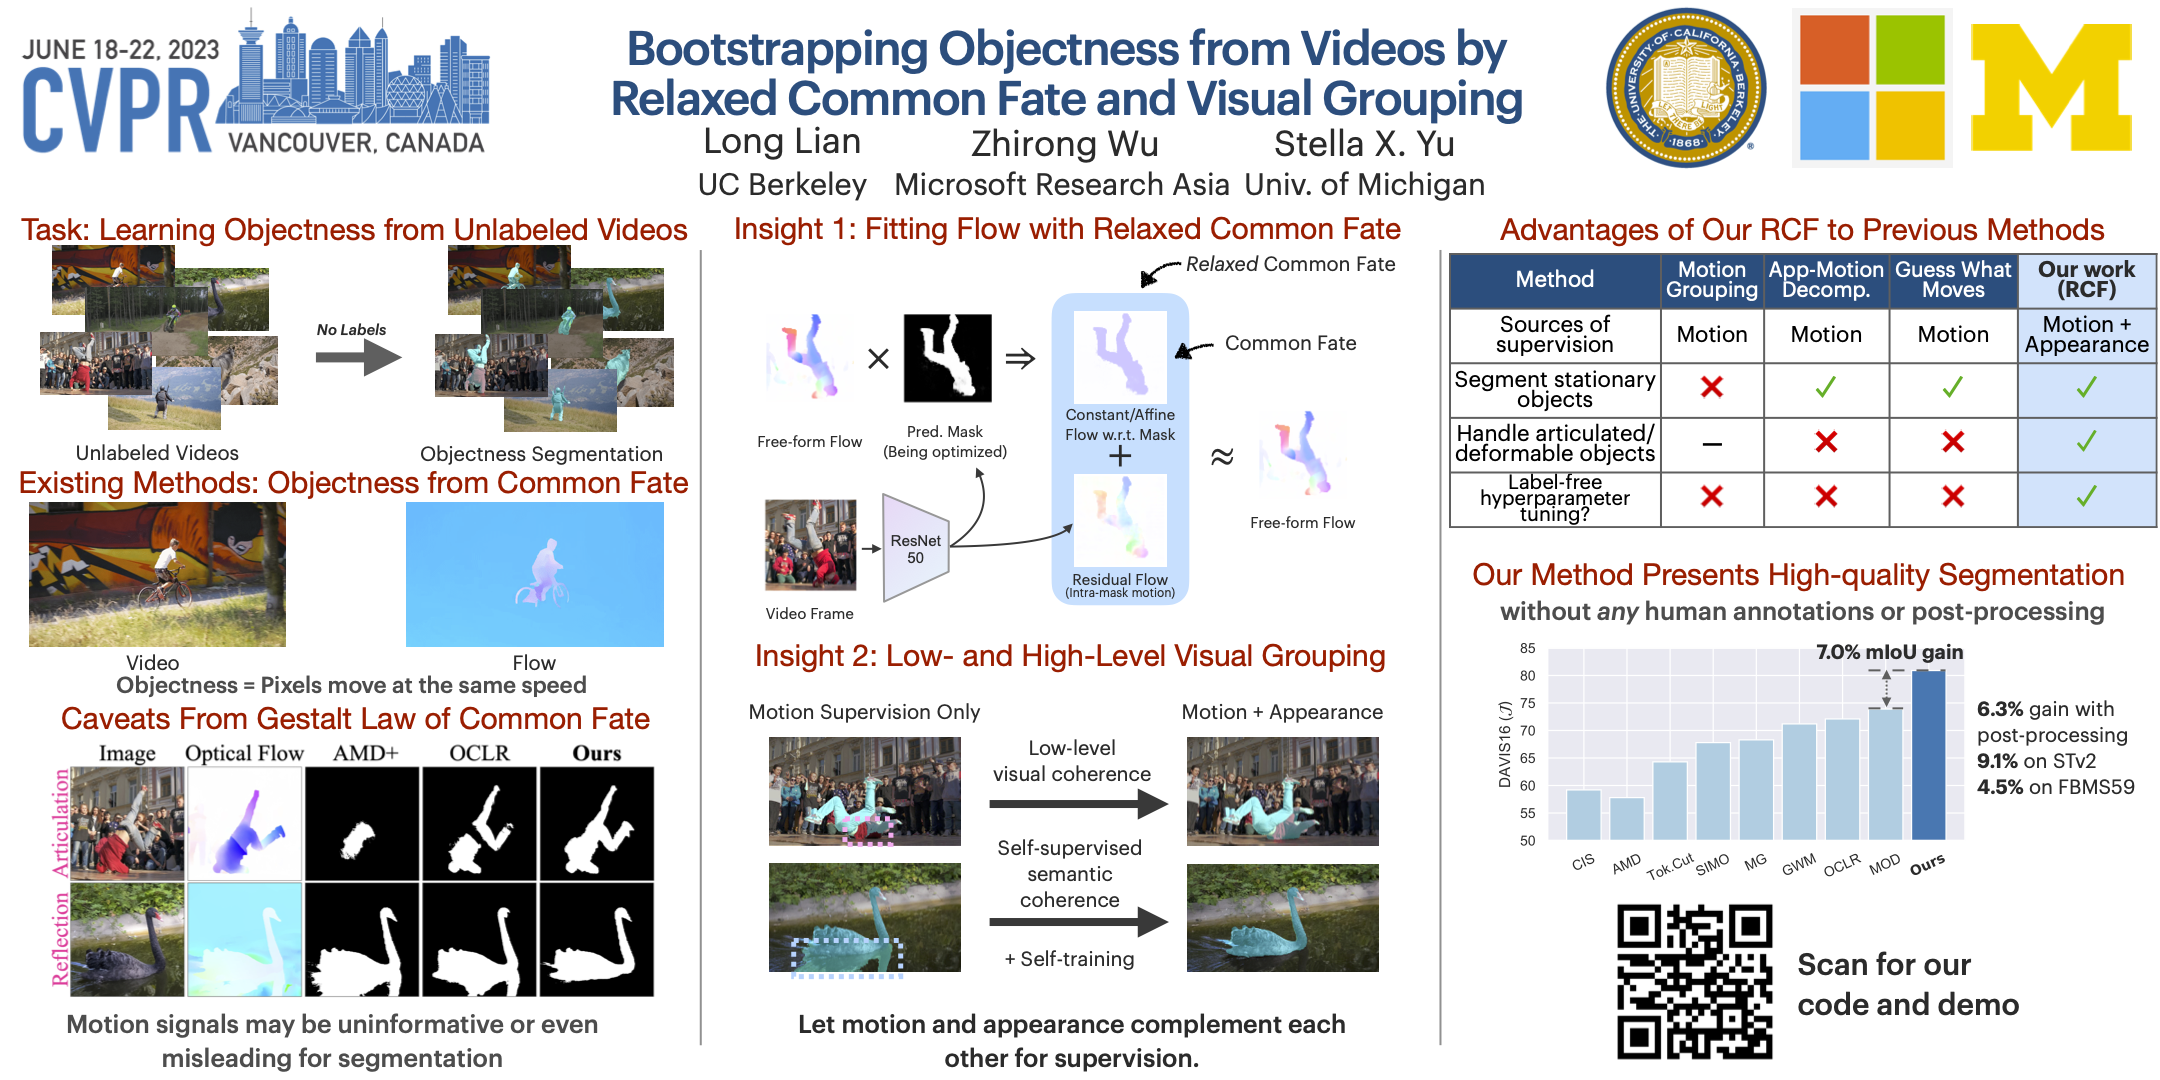 JUNE 18-22, 2023
CVPR
VANCOUVER, CANADA
Bootstrapping Objectness from Videos by
Relaxed Common Fate and Visual Grouping
Long Lian Zhirong Wu Stella X. Yu
UC Berkeley Microsoft Research Asia Univ. of Michigan
THE·UNIVERSITY·OF·CALIFORNIA·BERKELEY
LET THERE BE LIGHT
·1868·
M
Task: Learning Objectness from Unlabeled Videos
No Labels
Unlabeled Videos
Objectness Segmentation
Existing Methods: Objectness from Common Fate
Video
Flow
Objectness = Pixels move at the same speed
Caveats From Gestalt Law of Common Fate
Image Optical Flow AMD+ OCLR Ours
Articulation
Reflection
Motion signals may be uninformative or even
misleading for segmentation
Insight 1: Fitting Flow with Relaxed Common Fate
Relaxed Common Fate
Common Fate
Free-form Flow
Pred. Mask
(Being optimized)
Constant/Affine
Flow w.r.t. Mask
+
≈
Free-form Flow
ResNet
50
Video Frame
Residual Flow
(Intra-mask motion)
Insight 2: Low- and High-Level Visual Grouping
Motion Supervision Only
Motion + Appearance
Low-level
visual coherence
Self-supervised
semantic
coherence
+ Self-training
Let motion and appearance complement each
other for supervision.
Advantages of Our RCF to Previous Methods
Method
Motion
Grouping
App-Motion
Decomp.
Guess What
Moves
Our work
(RCF)
Sources of
supervision
Motion
Motion
Motion
Motion +
Appearance
Segment stationary
objects
Handle articulated/
deformable objects
Label-free
hyperparameter
tuning?
Our Method Presents High-quality Segmentation
without any human annotations or post-processing
7.0% mIoU gain
DAVIS16 (J)
85
80
75
70
65
60
55
50
CIS AMD Tok.Cut SIMO MG GWM OCLR MOD Ours
6.3% gain with
post-processing
9.1% on STv2
4.5% on FBMS59
Scan for our
code and demo